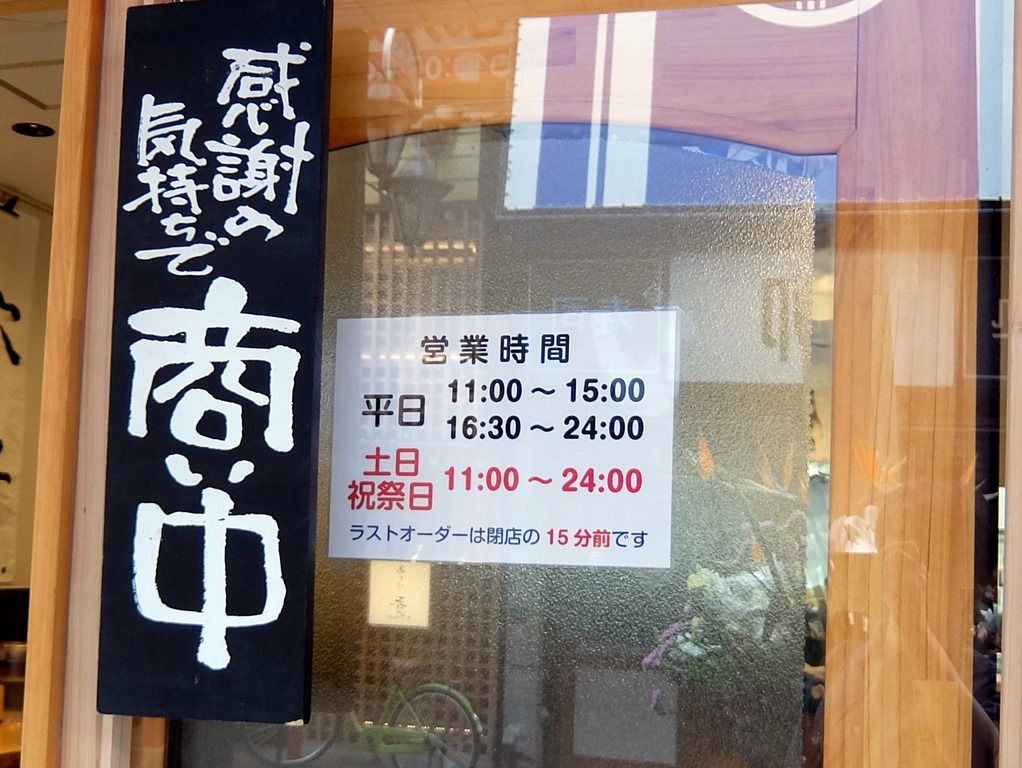 感謝の
気持ちで
商い中
営業時間
平日
11:00～15:00
16:30～24:00
土日
祝祭日
11:00～24:00
ラストオーダーは閉店の15分前です